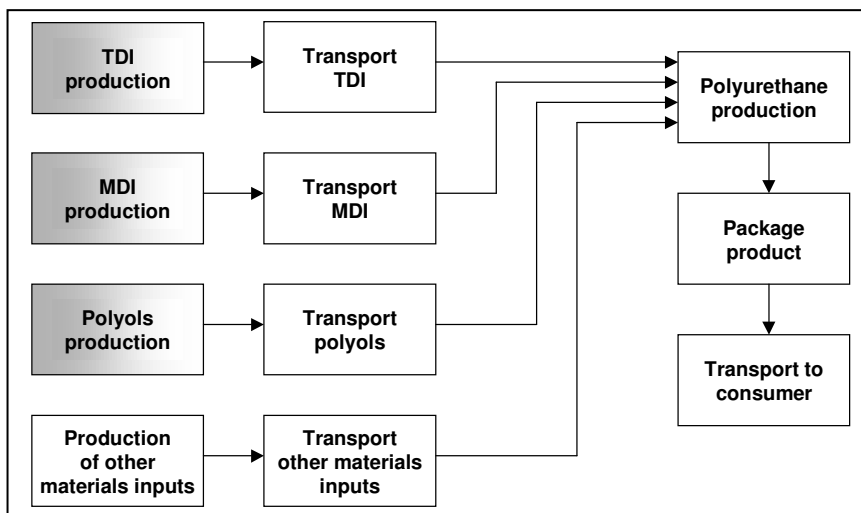 TDI
production
Transport
TDI
Polyurethane
production
MDI
production
Transport
MDI
Package
product
Polyols
production
Transport
polyols
Transport to
consumer
Production
of other
materials inputs
Transport
other materials
inputs